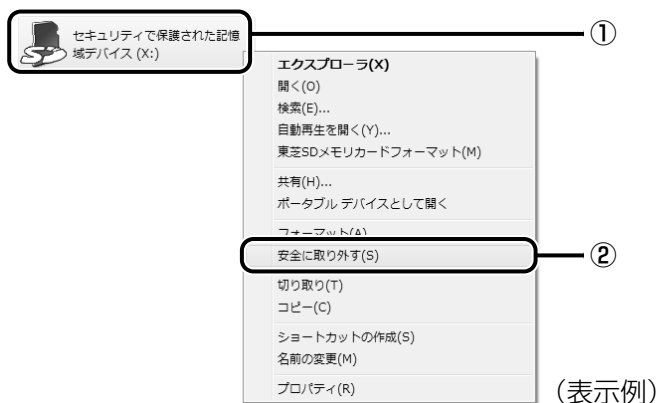 セキュリティで保護された記憶
域デバイス (X:)
①
エクスプローラ(X)
開く(O)
検索(E)...
自動再生を開く(Y)...
東芝SDメモリカードフォーマット(M)
共有(H)...
ポータブル デバイスとして開く
フォーマット(A)
安全に取り外す(S)
②
切り取り(T)
コピー(C)
ショートカットの作成(S)
名前の変更(M)
プロパティ(R)
（表示例）